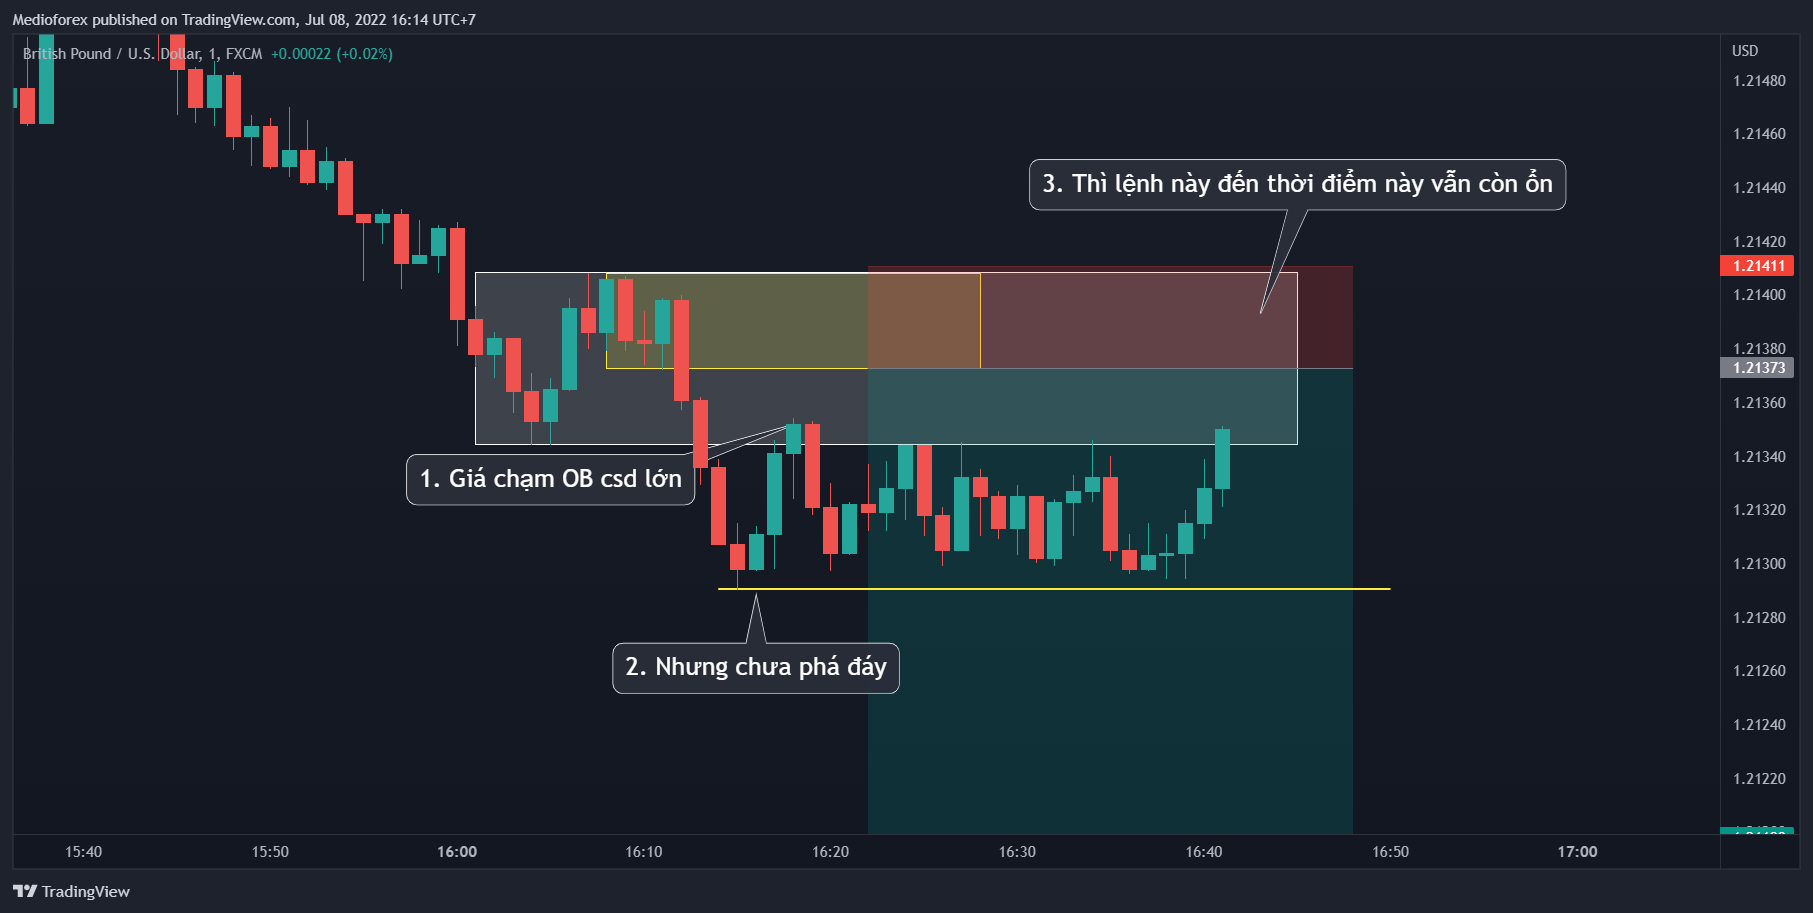 Medioforex published on TradingView.com, Jul 08, 2022 16:14 UTC+7
British Pound / U.S. Dollar, 1, FXCM +0.00022 (+0.02%)
USD
1.21480
1.21460
1.21440
3. Thì lệnh này đến thời điểm này vẫn còn ổn
1.21420
1.21411
1.21400
1.21380
1.21373
1.21360
1.21340
1. Giá chạm OB csd lớn
1.21320
1.21300
1.21280
2. Nhưng chưa phá đáy
1.21260
1.21240
1.21220
15:40 15:50 16:00 16:10 16:20 16:30 16:40 16:50 17:00
TradingView